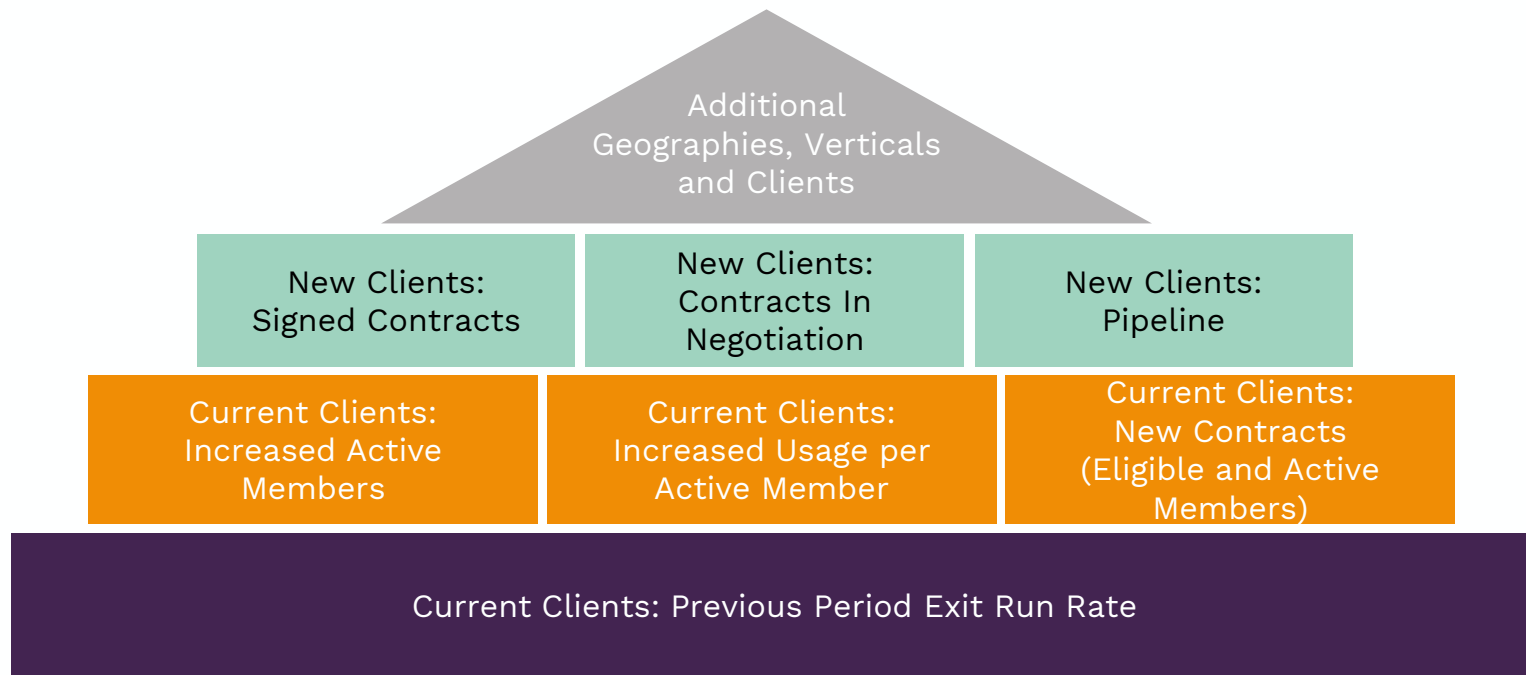 Additional
Geographies, Verticals
and Clients
New Clients:
Signed Contracts
New Clients:
Contracts In
Negotiation
New Clients:
Pipeline
Current Clients:
Increased Active
Members
Current Clients:
Increased Usage per
Active Member
Current Clients:
New Contracts
(Eligible and Active
Members)
Current Clients: Previous Period Exit Run Rate